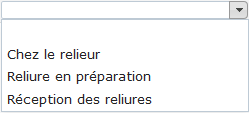 Chez le relieur
Reliure en préparation
Réception des reliures